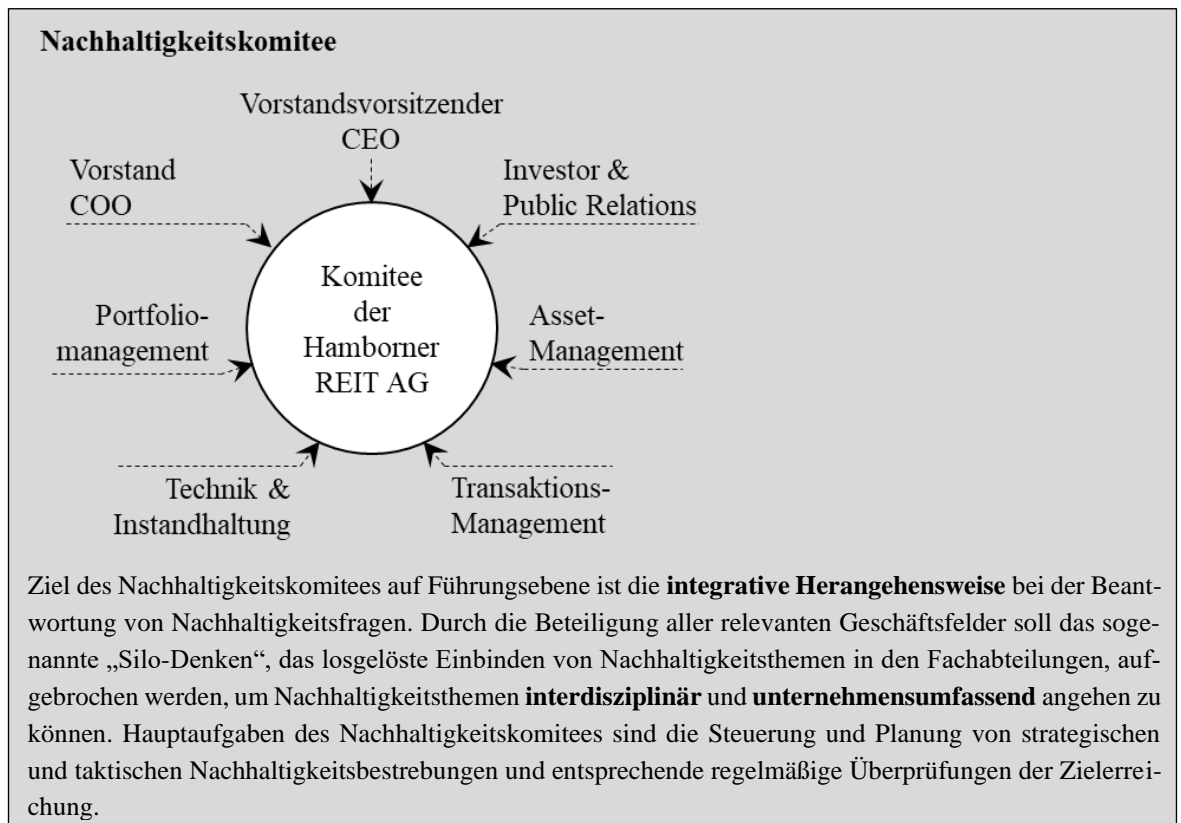 Nachhaltigkeitskomitee
Vorstandsvorsitzender
CEO
Vorstand
COO
Investor &
Public Relations
Komitee
der
Hamborner
REIT AG
Portfolio-
management
Asset-
Management
Technik &
Instandhaltung
Transaktions-
Management
Ziel des Nachhaltigkeitskomitees auf Führungsebene ist die integrative Herangehensweise bei der Beant-
wortung von Nachhaltigkeitsfragen. Durch die Beteiligung aller relevanten Geschäftsfelder soll das soge-
nannte „Silo-Denken“, das losgelöste Einbinden von Nachhaltigkeitsthemen in den Fachabteilungen, auf-
gebrochen werden, um Nachhaltigkeitsthemen interdisziplinär und unternehmensumfassend angehen zu
können. Hauptaufgaben des Nachhaltigkeitskomitees sind die Steuerung und Planung von strategischen
und taktischen Nachhaltigkeitsbestrebungen und entsprechende regelmäßige Überprüfungen der Zielerrei-
chung.